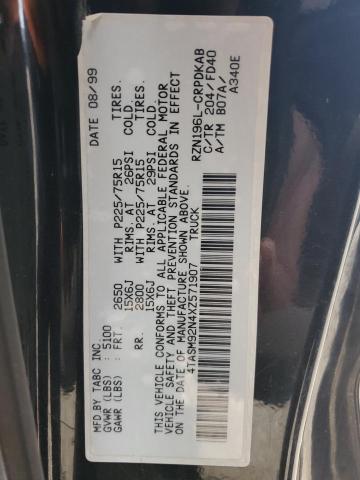 MFD BY TABC INC
DATE 08/99
GVWR (LBS) : 5100
GAWR (LBS) : FRT. 2650 WITH P225/75R15 TIRES.
15X6J RIMS. AT 26PSI COLD.
RR. 2800 WITH P225/75R15 TIRES.
15X6J RIMS. AT 29PSI COLD.
THIS VEHICLE CONFORMS TO ALL APPLICABLE FEDERAL MOTOR
VEHICLE SAFETY AND THEFT PREVENTION STANDARDS IN EFFECT
ON THE DATE OF MANUFACTURE SHOWN ABOVE.
4TASM92N4XZ571907 TRUCK
RZN196L-CRPDKAB
C/TR 204/FD40
A/TM B07A/
A340E